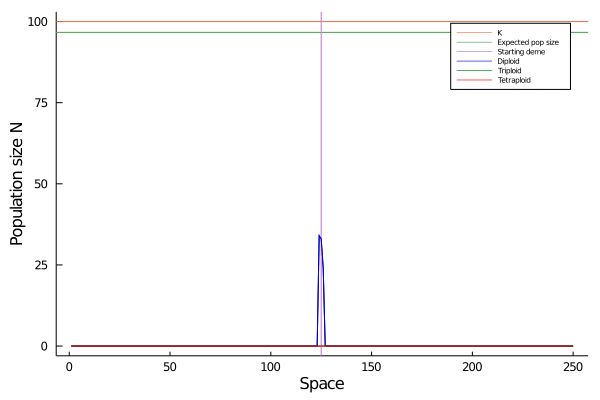 100
75
50
25
0
Population size N
K
Expected pop size
Starting deme
Diploid
Triploid
Tetraploid
0 50 100 150 200 250
Space